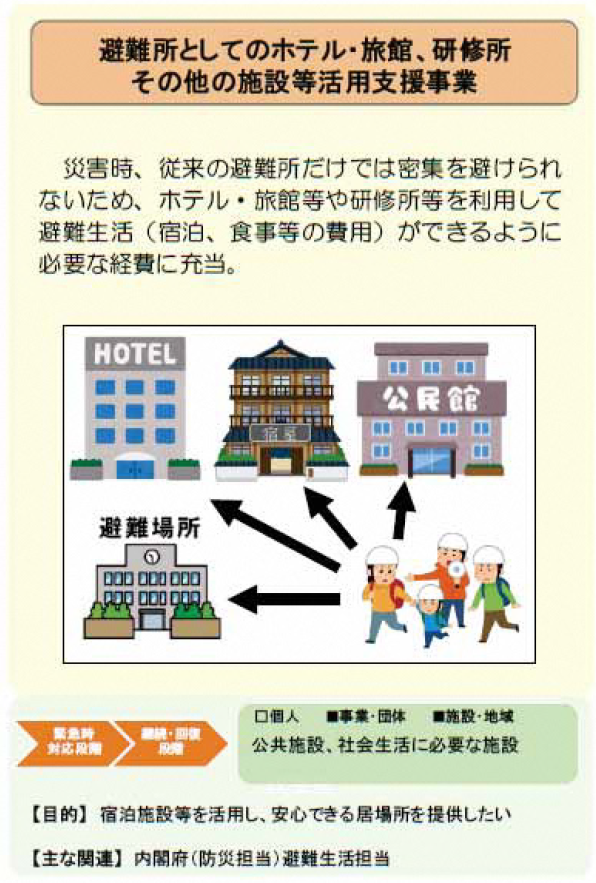 避難所としてのホテル・旅館、研修所
その他の施設等活用支援事業
災害時、従来の避難所だけでは密集を避けられ
ないため、ホテル・旅館等や研修所等を利用して
避難生活（宿泊、食事等の費用）ができるように
必要な経費に充当。
HOTEL
宿屋
公民館
避難場所
緊急時
対応段階
継続・回復
段階
□個人 ■事業・団体 ■施設・地域
公共施設、社会生活に必要な施設
【目的】 宿泊施設等を活用し、安心できる居場所を提供したい
【主な関連】 内閣府（防災担当）避難生活担当